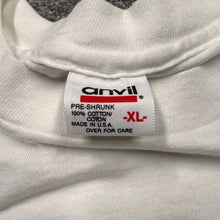 anvil
PRE-SHRUNK
100% COTTON/
COTON
MADE IN U.S.A.
OVER FOR CARE
-XL-